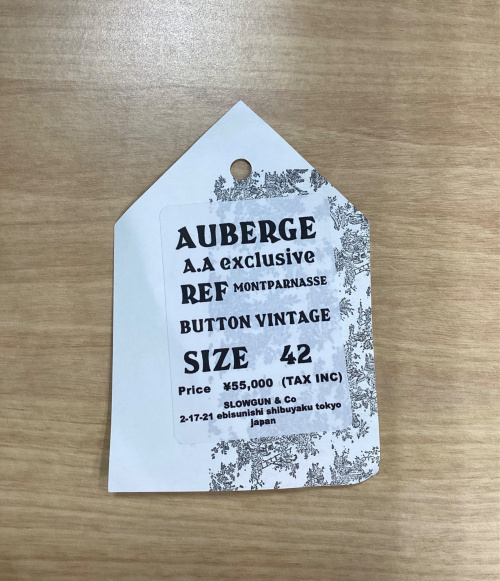 AUBERGE
A.A exclusive
REF MONTPARNASSE
BUTTON VINTAGE
SIZE 42
Price ¥55,000 (TAX INC)
SLOWGUN & Co
2-17-21 ebisunishi shibuyaku tokyo
japan